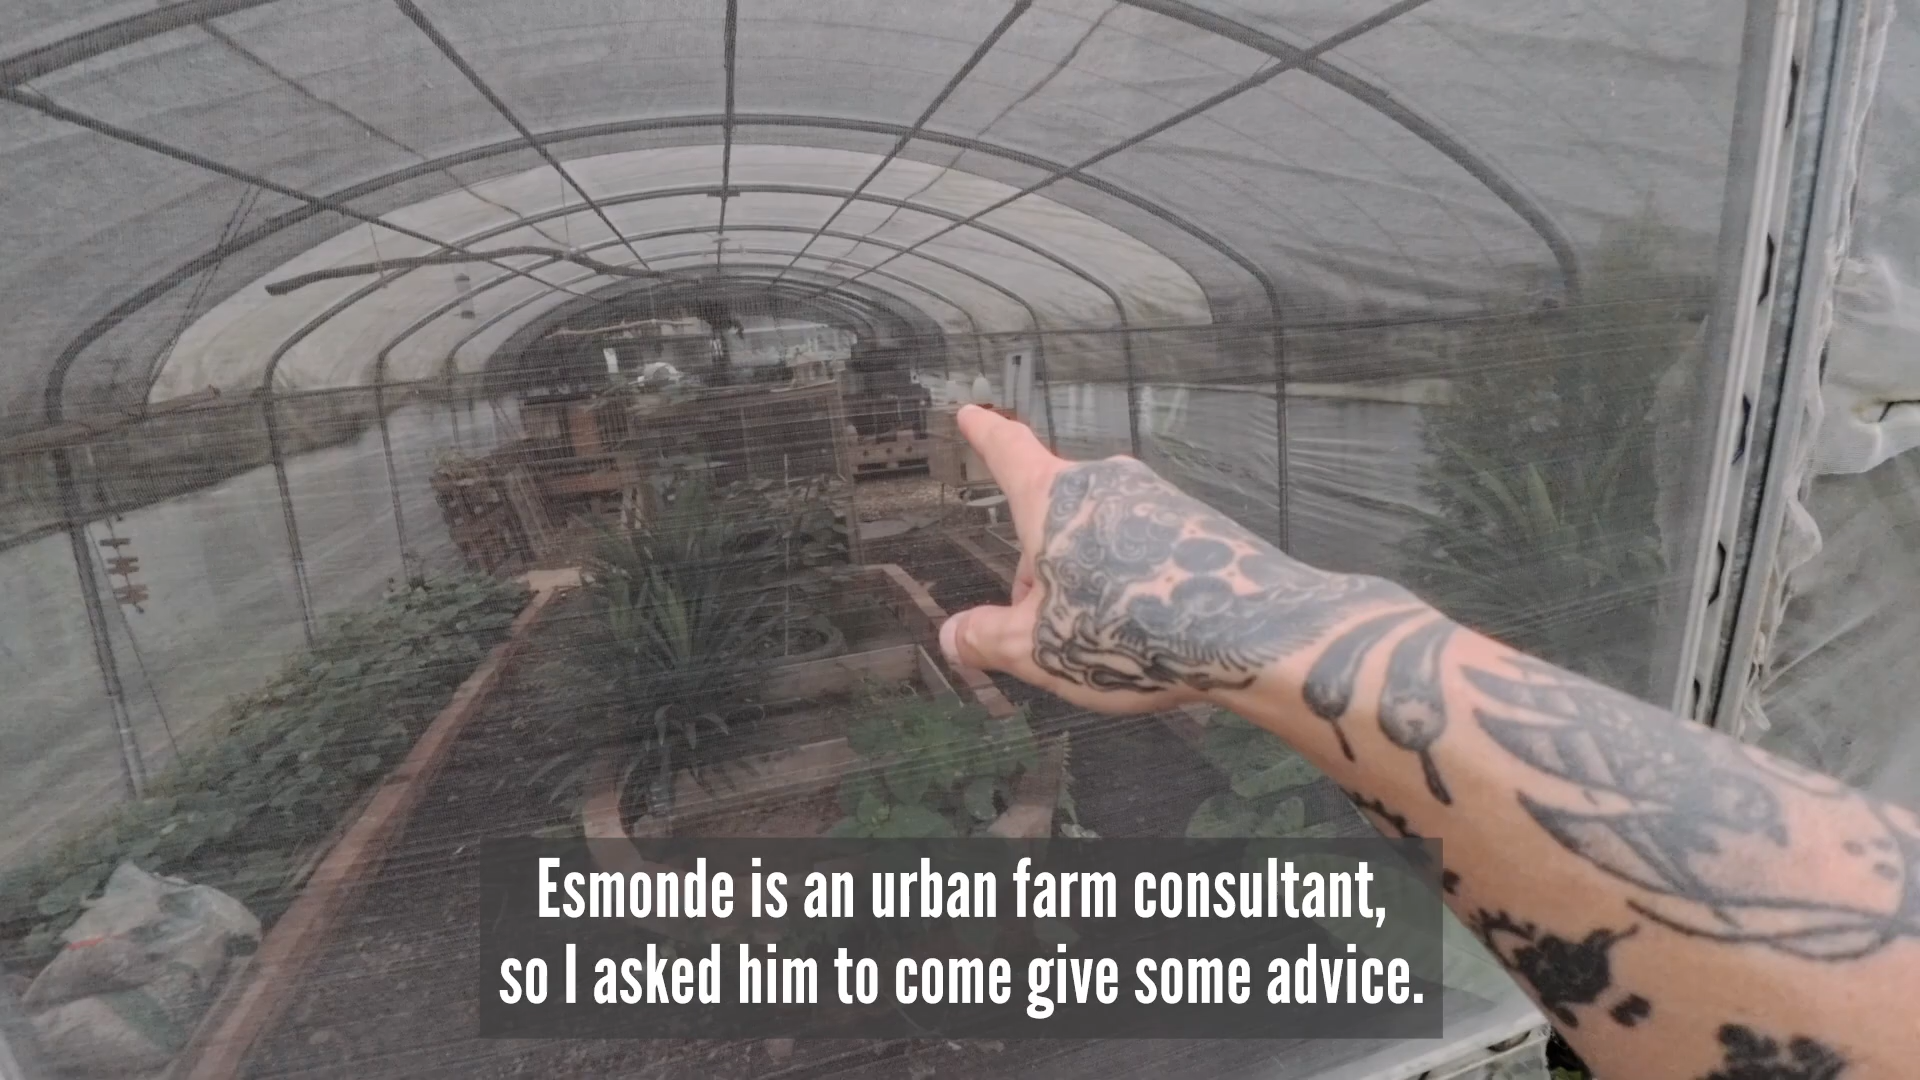 Esmonde is an urban farm consultant,
so I asked him to come give some advice.